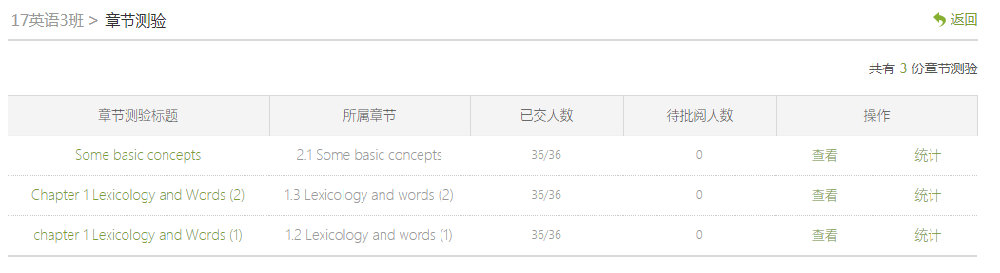 17英语3班 > 章节测验
返回
共有 3 份章节测验
章节测验标题 所属章节 已交人数 待批阅人数 操作
Some basic concepts 2.1 Some basic concepts 36/36 0 查看 统计
Chapter 1 Lexicology and Words (2) 1.3 Lexicology and words (2) 36/36 0 查看 统计
chapter 1 Lexicology and Words (1) 1.2 Lexicology and words (1) 36/36 0 查看 统计